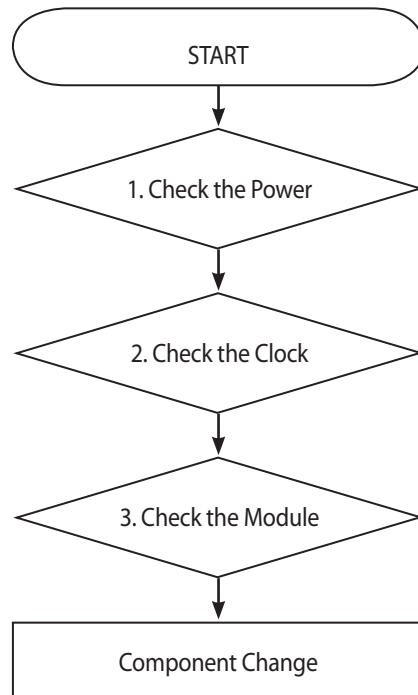 START
1. Check the Power
2. Check the Clock
3. Check the Module
Component Change